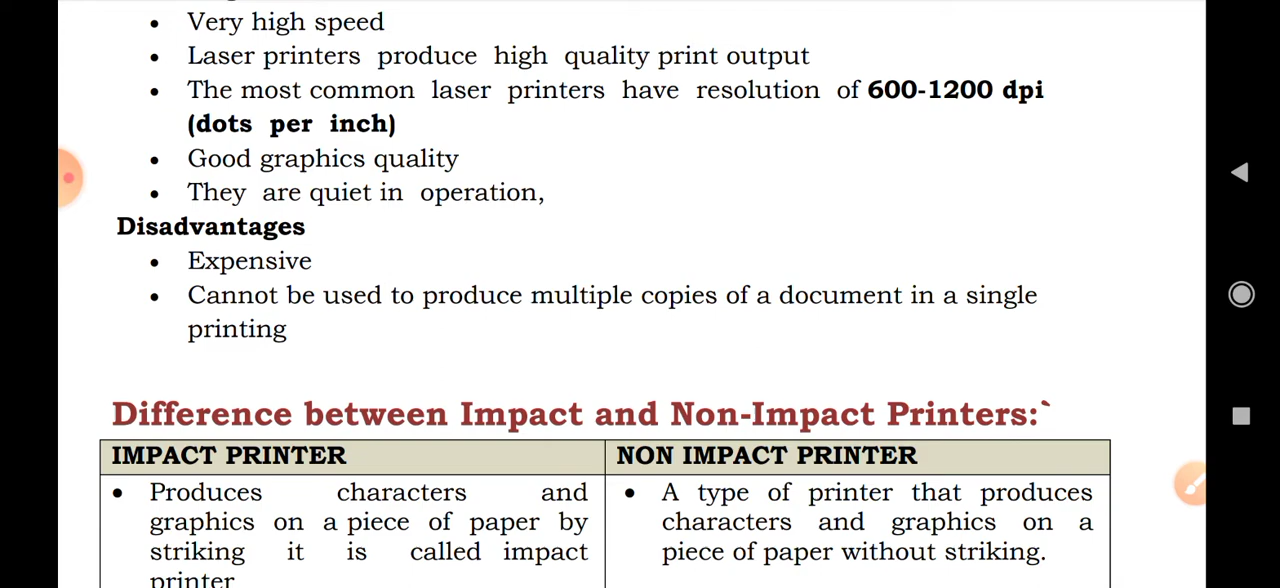 Very high speed
Laser printers produce high quality print output
The most common laser printers have resolution of 600-1200 dpi
(dots per inch)
Good graphics quality
They are quiet in operation,
Disadvantages
Expensive
Cannot be used to produce multiple copies of a document in a single
printing
Difference between Impact and Non-Impact Printers:`
IMPACT PRINTER
Produces characters and
graphics on a piece of paper by
striking it is called impact
printer
NON IMPACT PRINTER
A type of printer that produces
characters and graphics on a
piece of paper without striking.